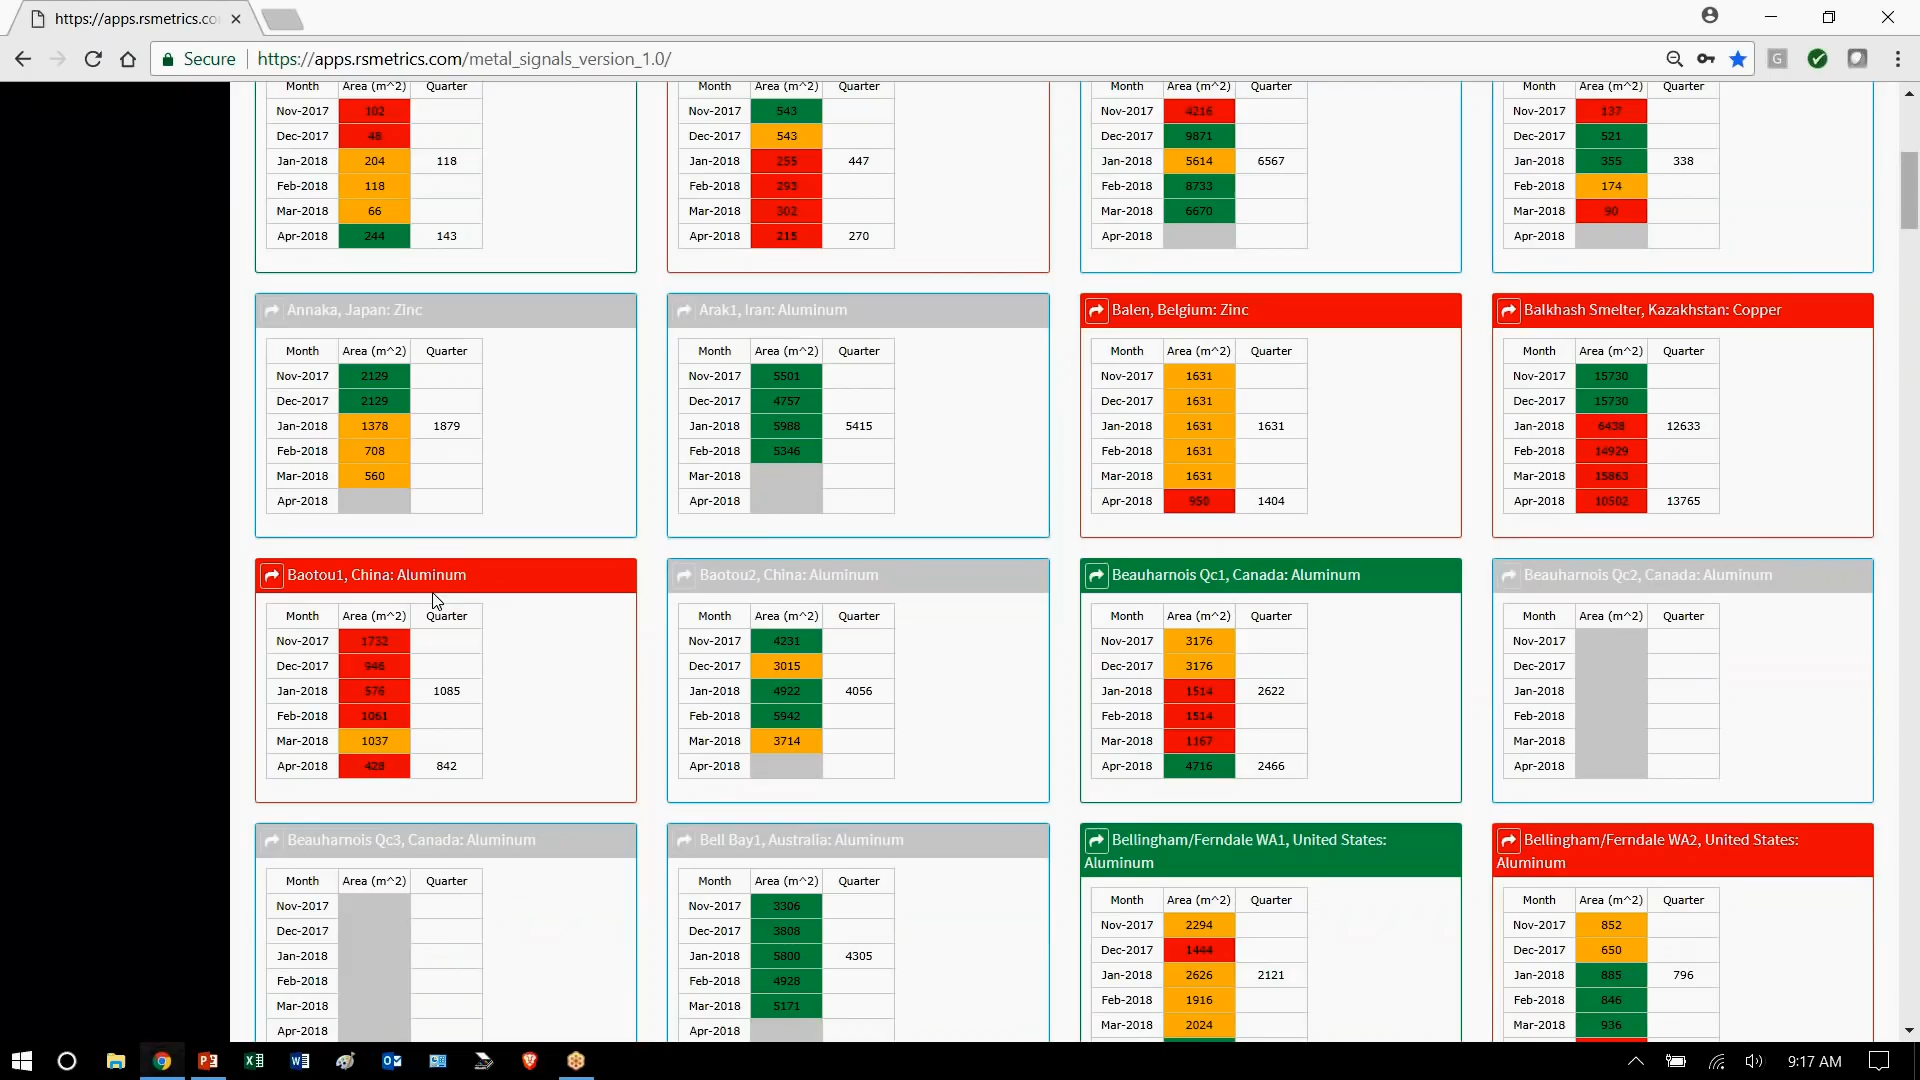 https://apps.rsmetrics.co
Secure https://apps.rsmetrics.com/metal_signals_version_1.0/
Month Area (m^2) Quarter Month Area (m^2) Quarter Month Area (m^2) Quarter Month Area (m^2) Quarter
Nov-2017 102 Nov-2017 543 Nov-2017 4216 Nov-2017 137
Dec-2017 48 Dec-2017 543 Dec-2017 9871 Dec-2017 521
Jan-2018 204 118 Jan-2018 255 447 Jan-2018 5614 6567 Jan-2018 355 338
Feb-2018 118 Feb-2018 293 Feb-2018 8733 Feb-2018 174
Mar-2018 66 Mar-2018 302 Mar-2018 6670 Mar-2018 90
Apr-2018 244 143 Apr-2018 215 270 Apr-2018 Apr-2018
Annaka, Japan: Zinc Arak1, Iran: Aluminum Balen, Belgium: Zinc Balkhash Smelter, Kazakhstan: Copper
Month Area (m^2) Quarter Month Area (m^2) Quarter Month Area (m^2) Quarter Month Area (m^2) Quarter
Nov-2017 2129 Nov-2017 5501 Nov-2017 1631 Nov-2017 15730
Dec-2017 2129 Dec-2017 4757 Dec-2017 1631 Dec-2017 15730
Jan-2018 1378 1879 Jan-2018 5988 5415 Jan-2018 1631 1631 Jan-2018 6438 12633
Feb-2018 708 Feb-2018 5346 Feb-2018 1631 Feb-2018 14929
Mar-2018 560 Mar-2018 Mar-2018 1631 Mar-2018 15863
Apr-2018 Apr-2018 Apr-2018 950 1404 Apr-2018 10502 13765
Baotou1, China: Aluminum Baotou2, China: Aluminum Beauharnois Qc1, Canada: Aluminum Beauharnois Qc2, Canada: Aluminum
Month Area (m^2) Quarter Month Area (m^2) Quarter Month Area (m^2) Quarter Month Area (m^2) Quarter
Nov-2017 1732 Nov-2017 4231 Nov-2017 3176 Nov-2017
Dec-2017 946 Dec-2017 3015 Dec-2017 3176 Dec-2017
Jan-2018 576 1085 Jan-2018 4922 4056 Jan-2018 1514 2622 Jan-2018
Feb-2018 1061 Feb-2018 5942 Feb-2018 1514 Feb-2018
Mar-2018 1037 Mar-2018 3714 Mar-2018 1167 Mar-2018
Apr-2018 428 842 Apr-2018 Apr-2018 4716 2466 Apr-2018
Beauharnois Qc3, Canada: Aluminum Bell Bay1, Australia: Aluminum Bellingham/Ferndale WA1, United States: Bellingham/Ferndale WA2, United States:
Aluminum Aluminum
Month Area (m^2) Quarter Month Area (m^2) Quarter Month Area (m^2) Quarter Month Area (m^2) Quarter
Nov-2017 Nov-2017 3306 Nov-2017 2294 Nov-2017 852
Dec-2017 Dec-2017 3808 Dec-2017 1444 Dec-2017 650
Jan-2018 Jan-2018 5800 4305 Jan-2018 2626 2121 Jan-2018 885 796
Feb-2018 Feb-2018 4928 Feb-2018 1916 Feb-2018 846
Mar-2018 Mar-2018 5171 Mar-2018 2024 Mar-2018 936
Apr-2018 Apr-2018
9:17 AM